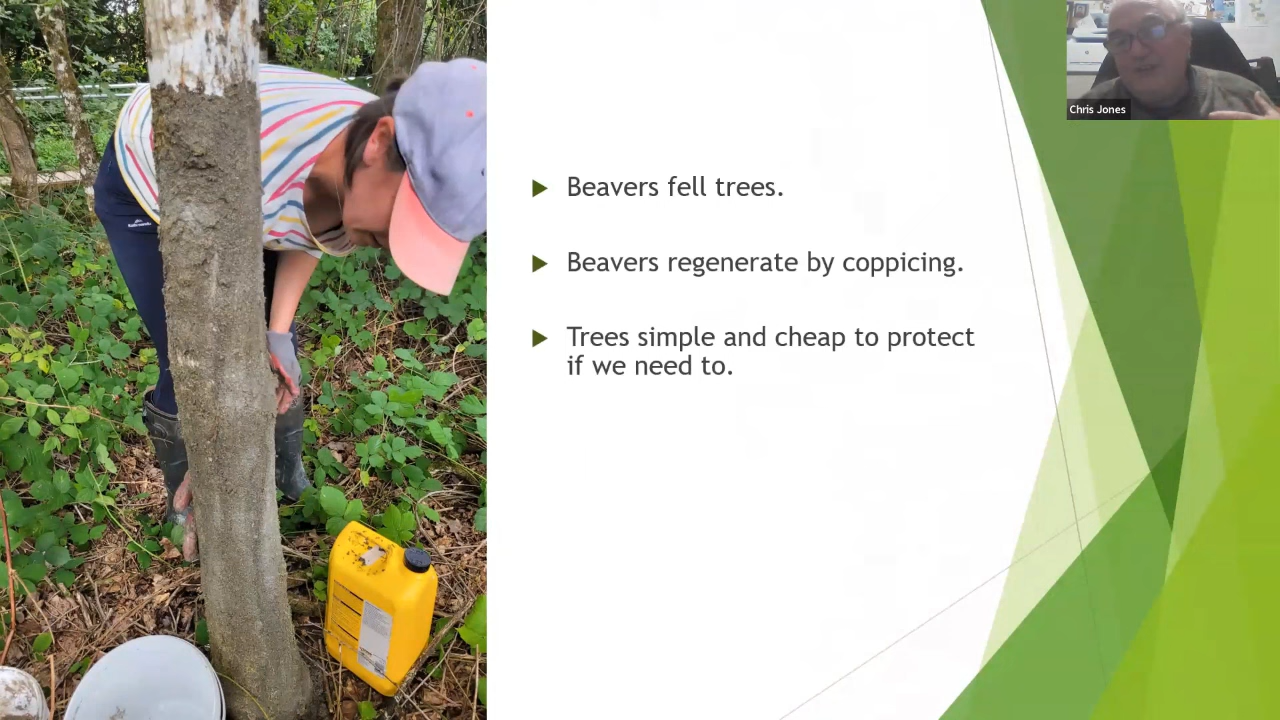 Chris Jones
Beavers fell trees.
Beavers regenerate by coppicing.
Trees simple and cheap to protect
if we need to.